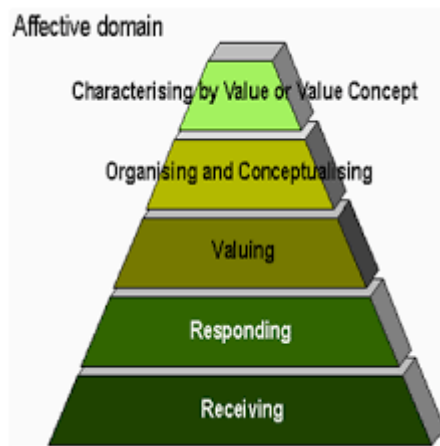 Affective domain
Characterising by Value or Value Concept
Organising and Conceptualising
Valuing
Responding
Receiving